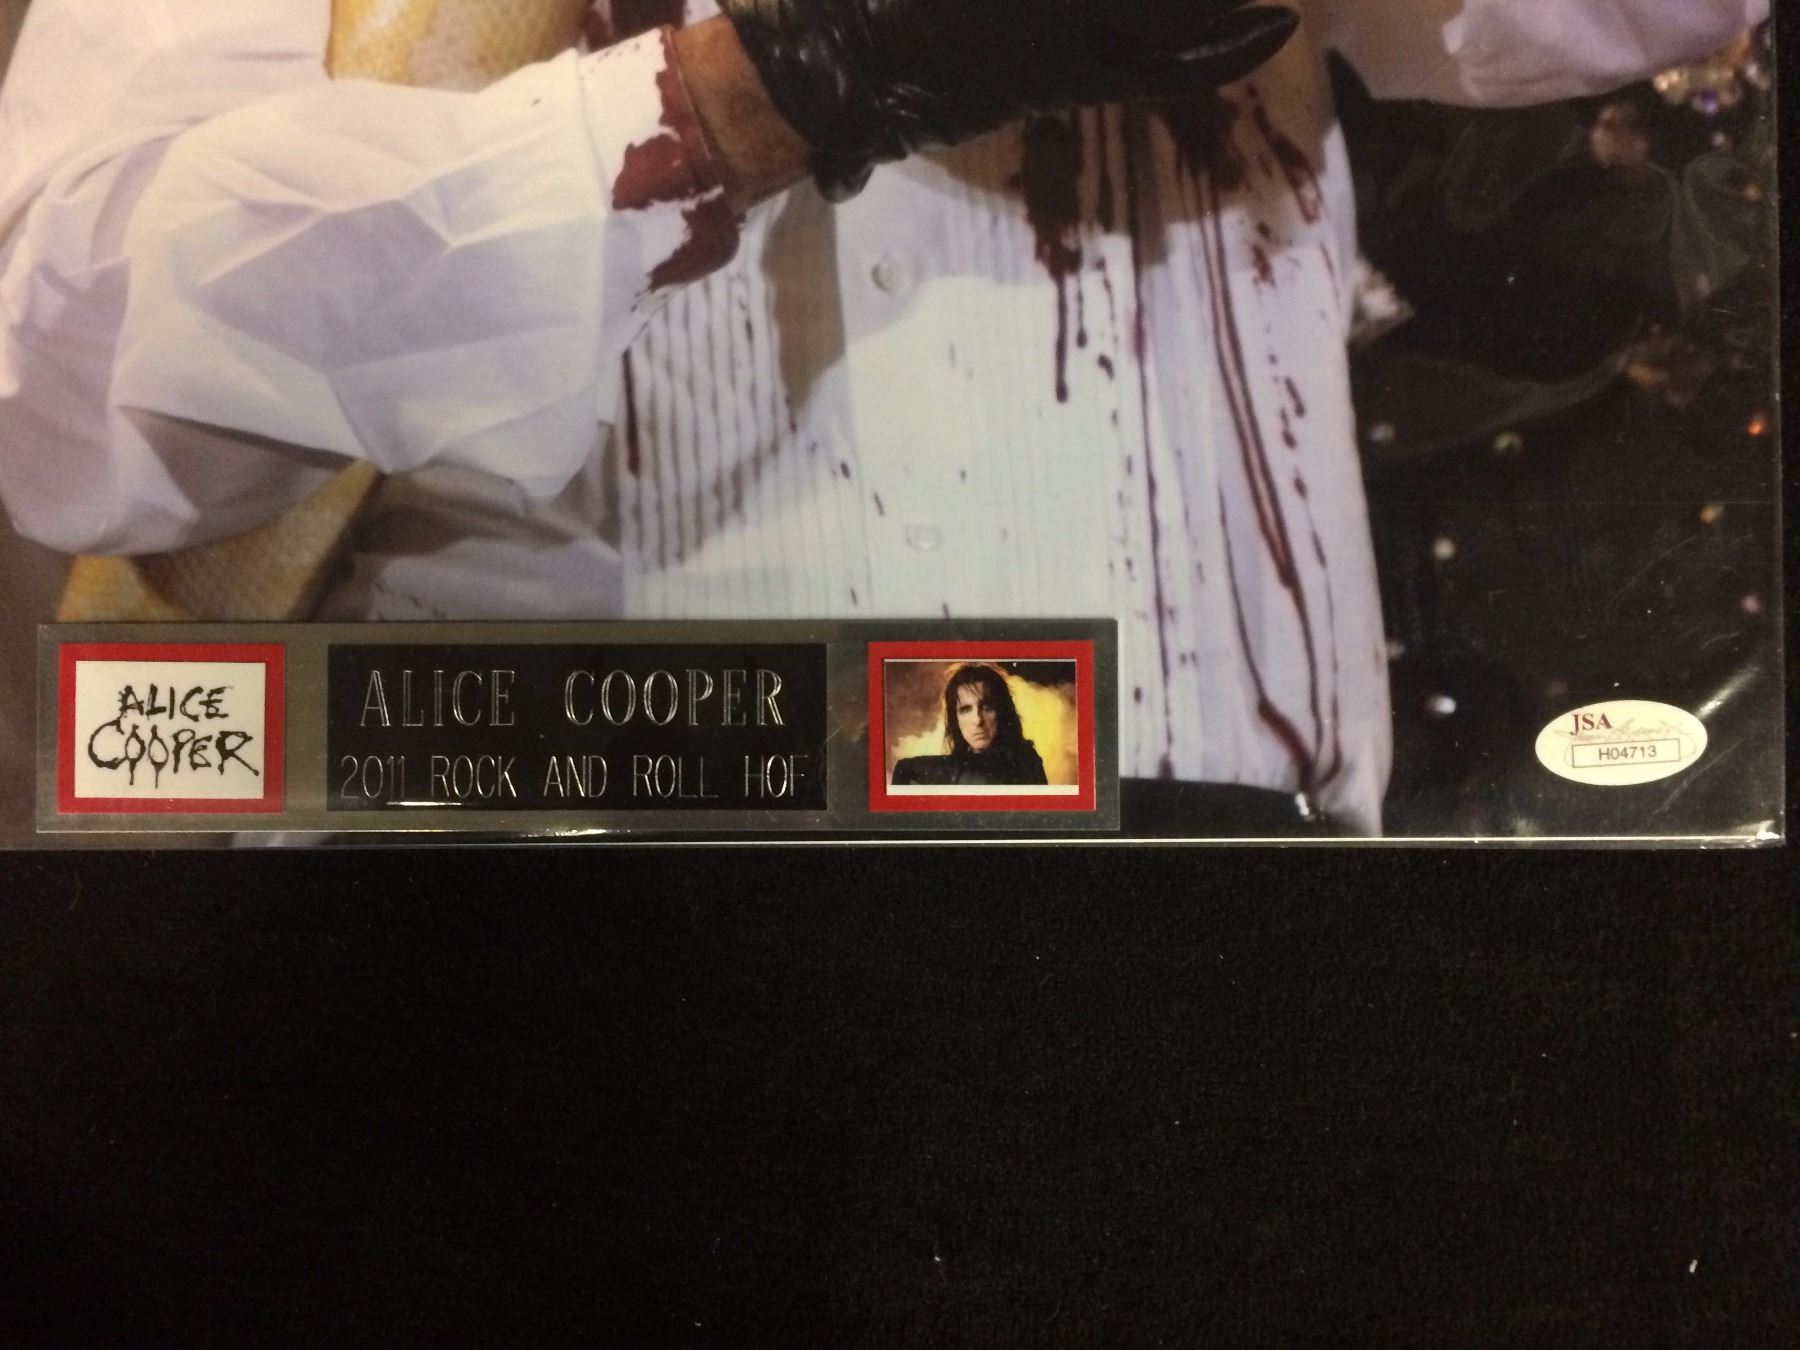 ALICE
COOPER
ALICE COOPER
2011 ROCK AND ROLL HOF
JSA
H04713